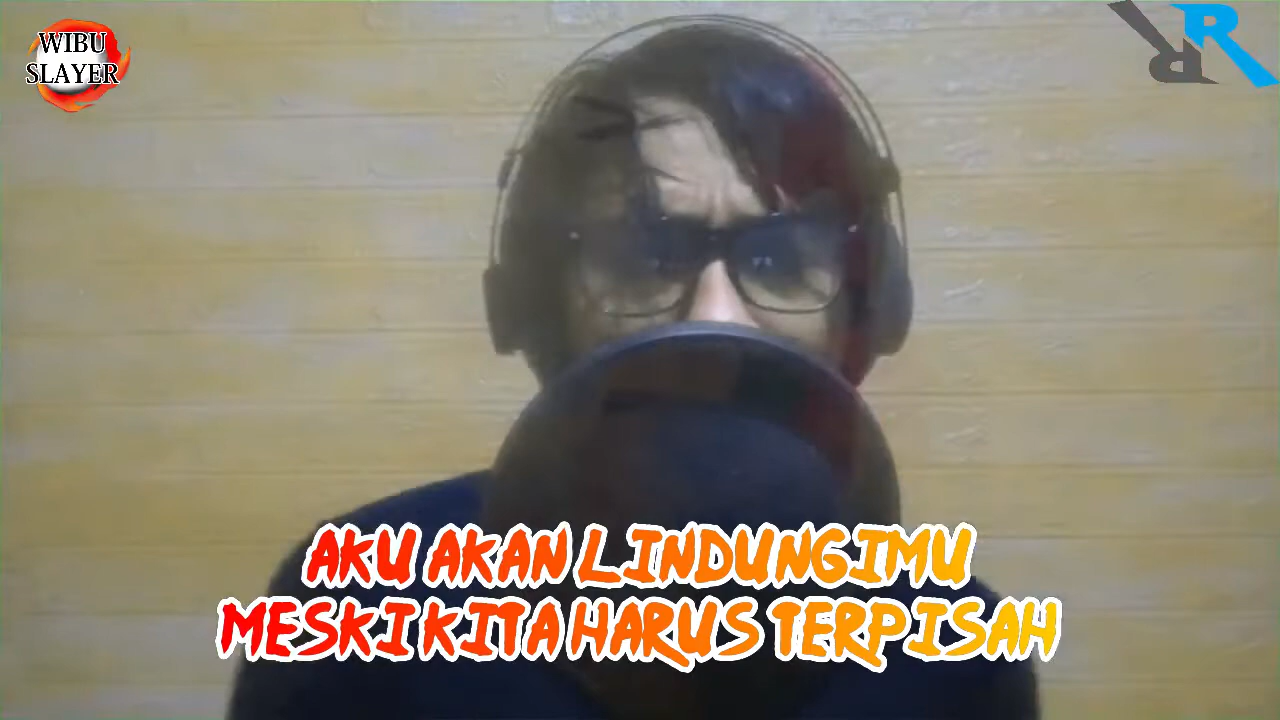 WIBU
SLAYER
R R
AKU AKAN LINDUNGIMU
MESKI KITA HARUS TERPISAH